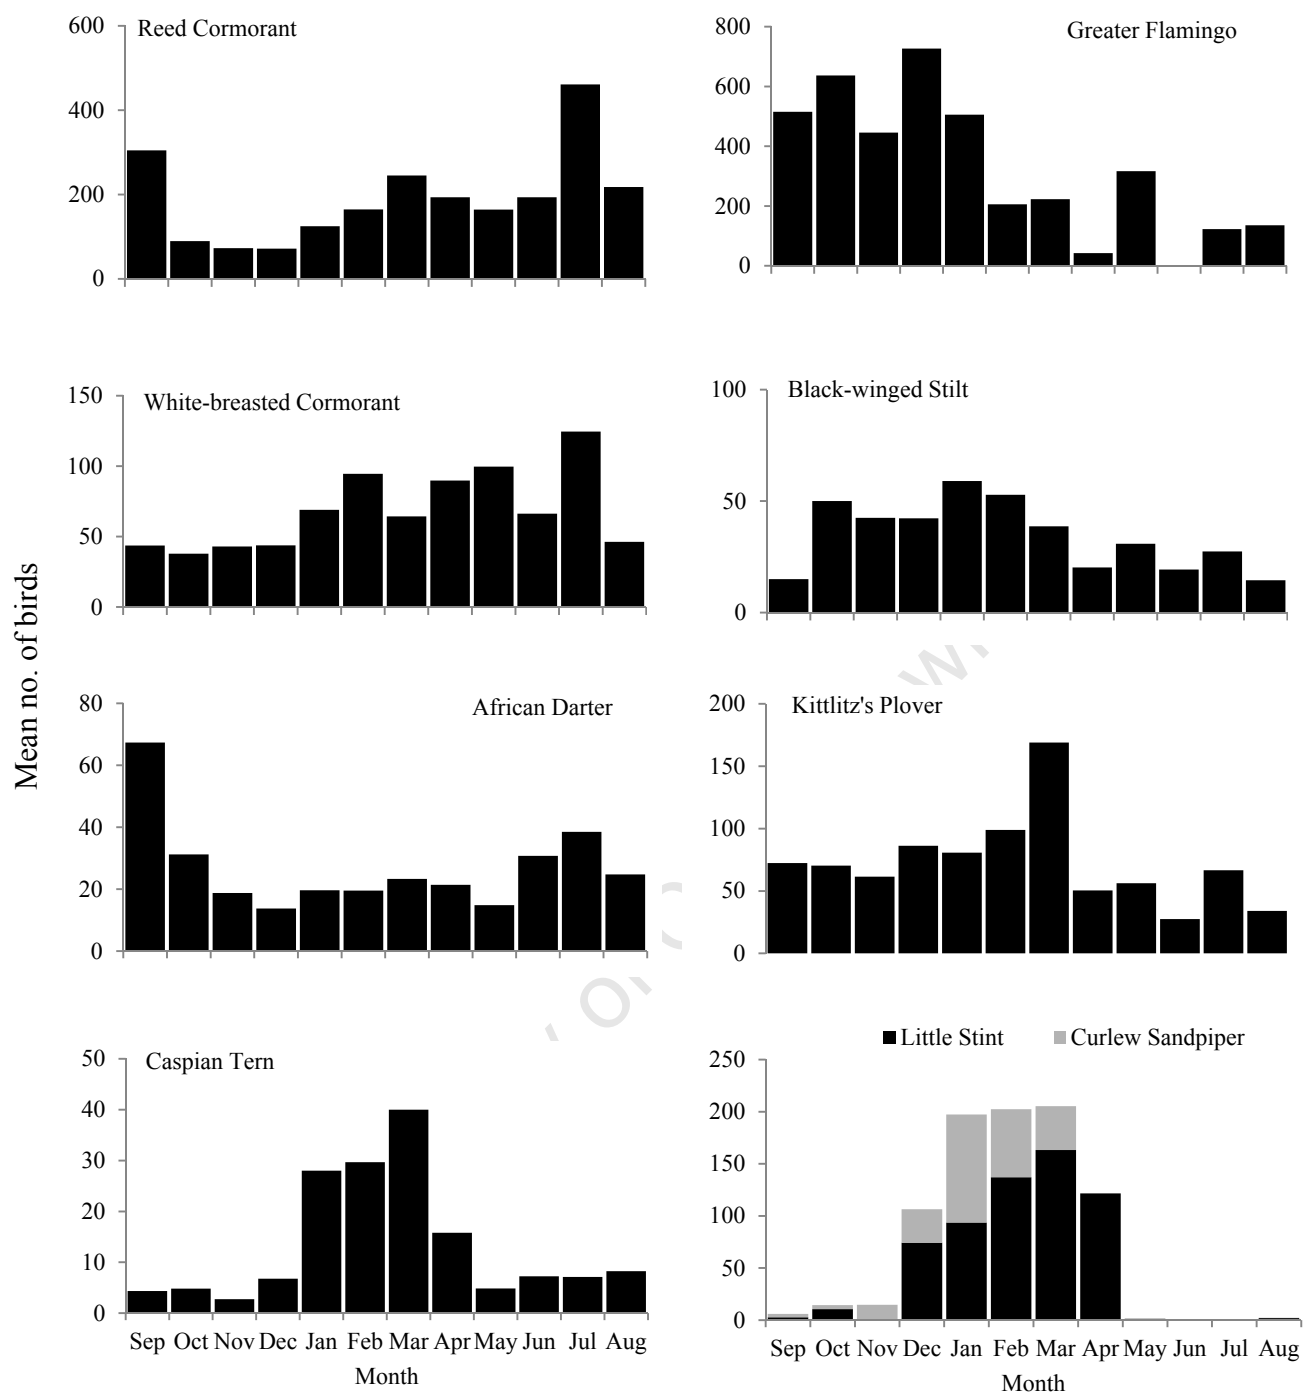 Mean no. of birds
Reed Cormorant
600
400
200
0
Greater Flamingo
800
600
400
200
0
White-breasted Cormorant
150
100
50
0
Black-winged Stilt
100
50
0
African Darter
80
60
40
20
0
Kittlitz's Plover
200
150
100
50
0
Caspian Tern
50
40
30
20
10
0
Sep Oct Nov Dec Jan Feb Mar Apr May Jun Jul Aug
Month
Little Stint Curlew Sandpiper
250
200
150
100
50
0
Sep Oct Nov Dec Jan Feb Mar Apr May Jun Jul Aug
Month